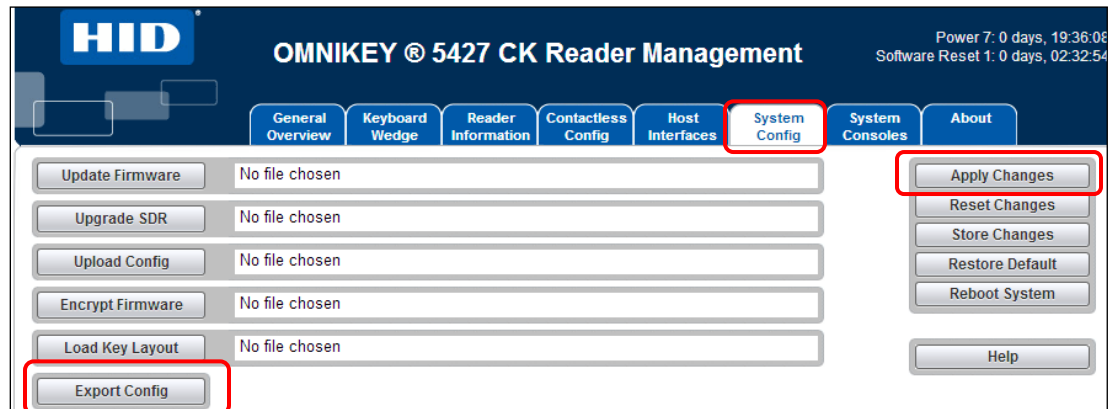 HID
OMNIKEY ® 5427 CK Reader Management
Power 7: 0 days, 19:36:08
Software Reset 1: 0 days, 02:32:54
General Overview
Keyboard Wedge
Reader Information
Contactless Config
Host Interfaces
System Config
System Consoles
About
Update Firmware No file chosen
Upgrade SDR No file chosen
Upload Config No file chosen
Encrypt Firmware No file chosen
Load Key Layout No file chosen
Export Config
Apply Changes
Reset Changes
Store Changes
Restore Default
Reboot System
Help